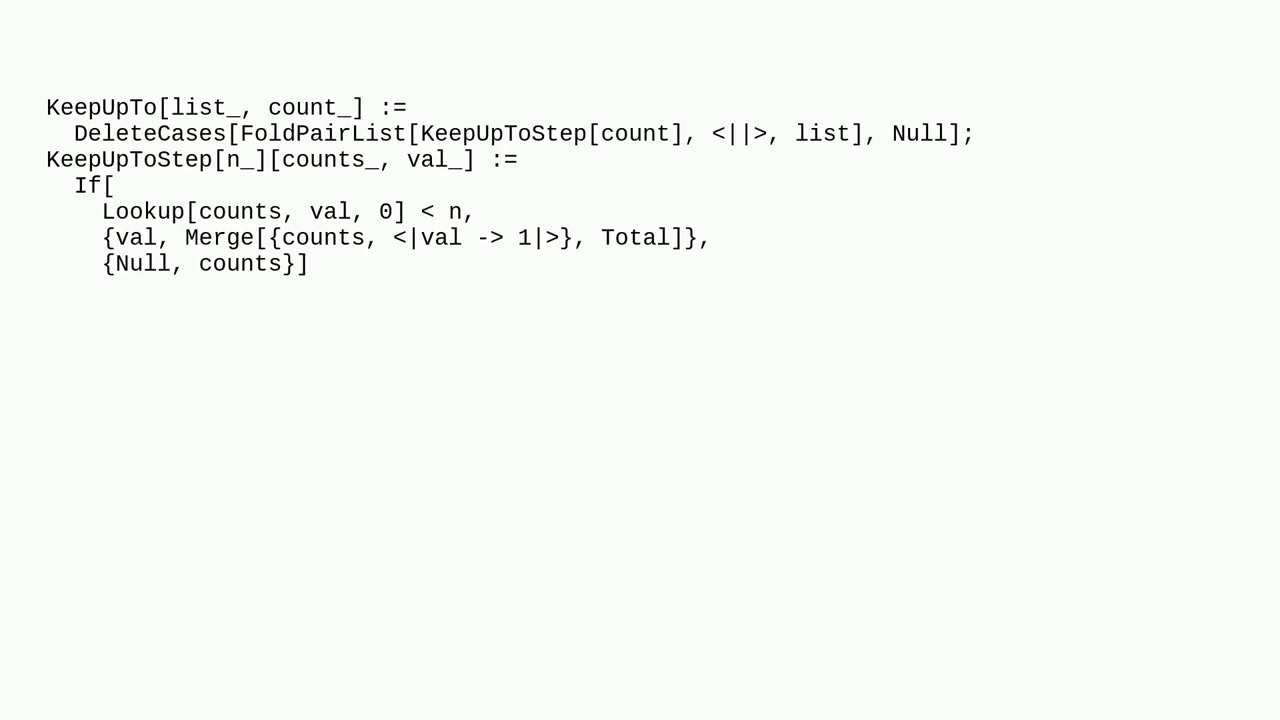 KeepUpTo[list_, count_] :=
  DeleteCases[FoldPairList[KeepUpToStep[count], <||>, list], Null];
KeepUpToStep[n_][counts_, val_] :=
  If[
    Lookup[counts, val, 0] < n,
    {val, Merge[{counts, <|val -> 1|>}, Total]},
    {Null, counts}]